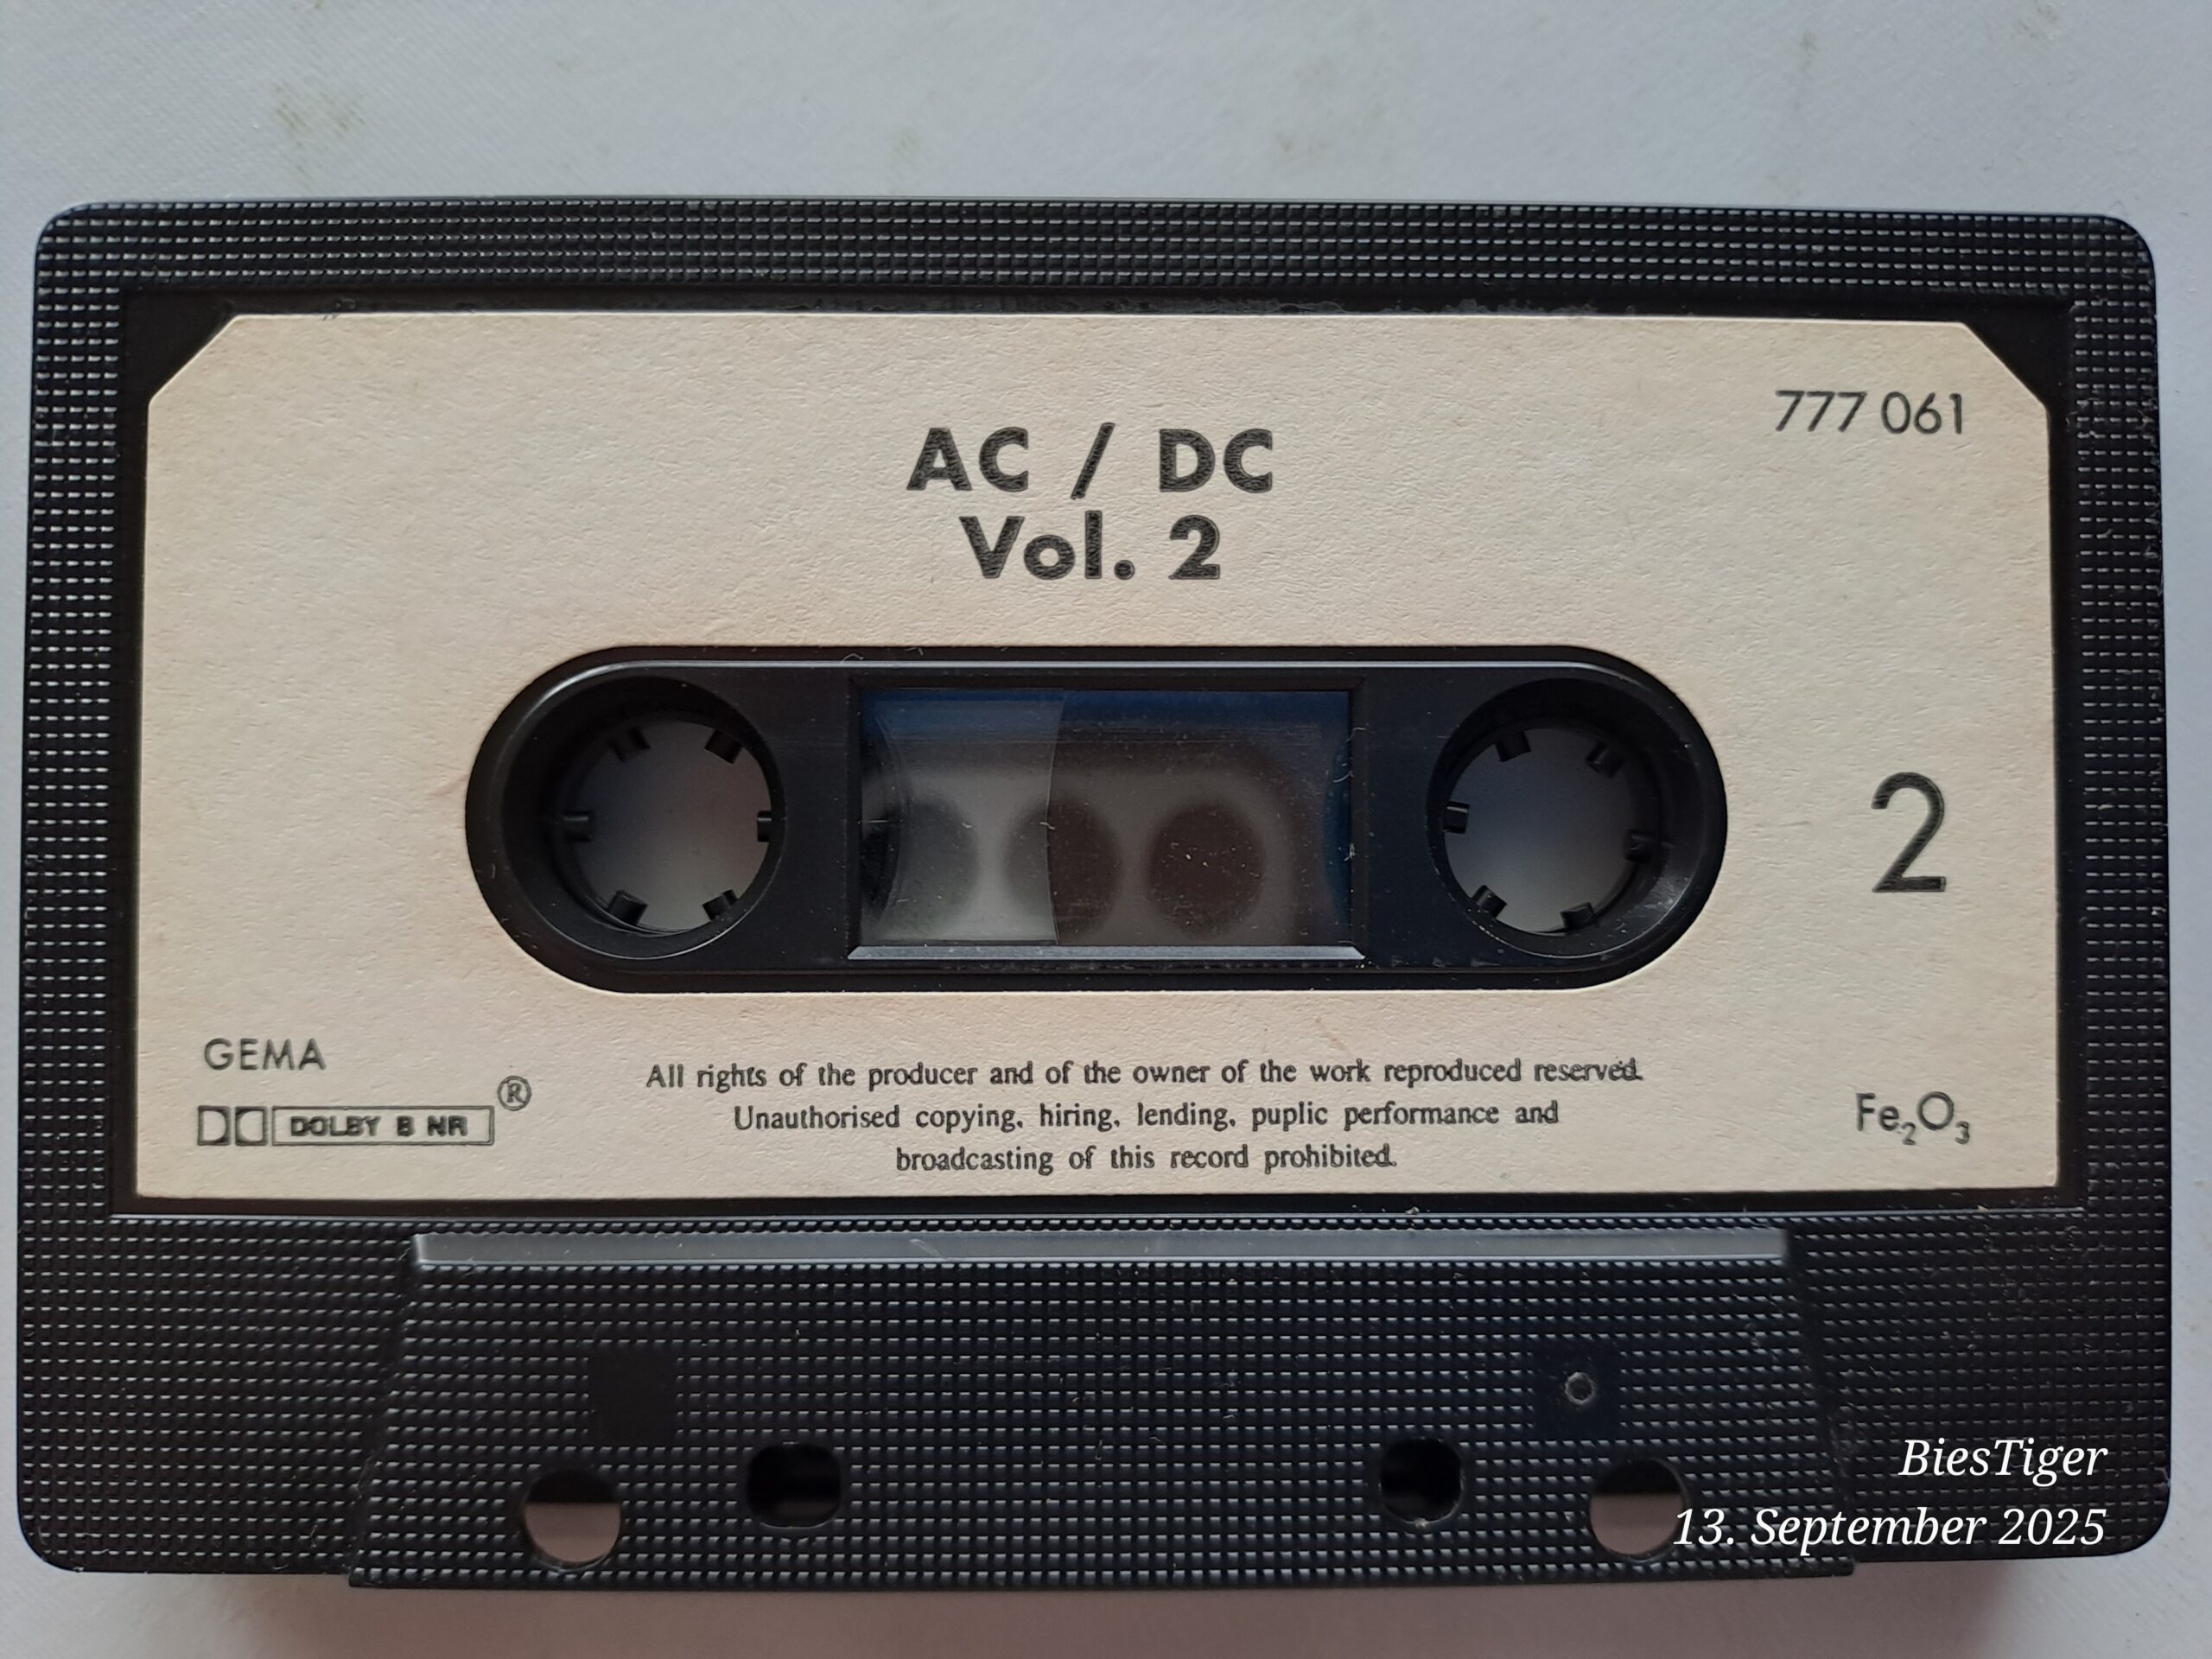 777 061
AC / DC
Vol. 2
2
GEMA
DOLBY B NR ®
All rights of the producer and of the owner of the work reproduced reserved.
Unauthorised copying, hiring, lending, puplic performance and
broadcasting of this record prohibited.
Fe₂O₃
BiesTiger
13. September 2025